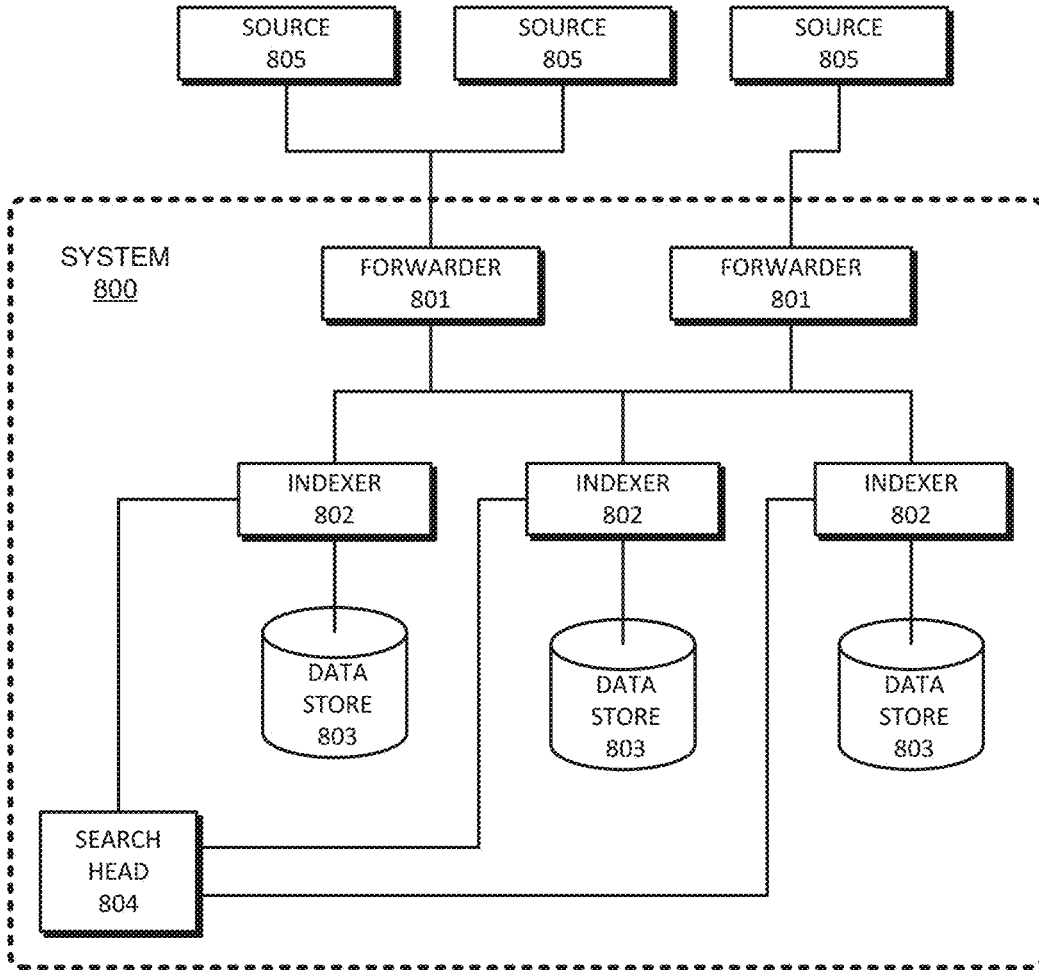 SOURCE
805
SOURCE
805
SOURCE
805
SYSTEM
800
FORWARDER
801
FORWARDER
801
INDEXER
802
INDEXER
802
INDEXER
802
DATA
STORE
803
DATA
STORE
803
DATA
STORE
803
SEARCH
HEAD
804